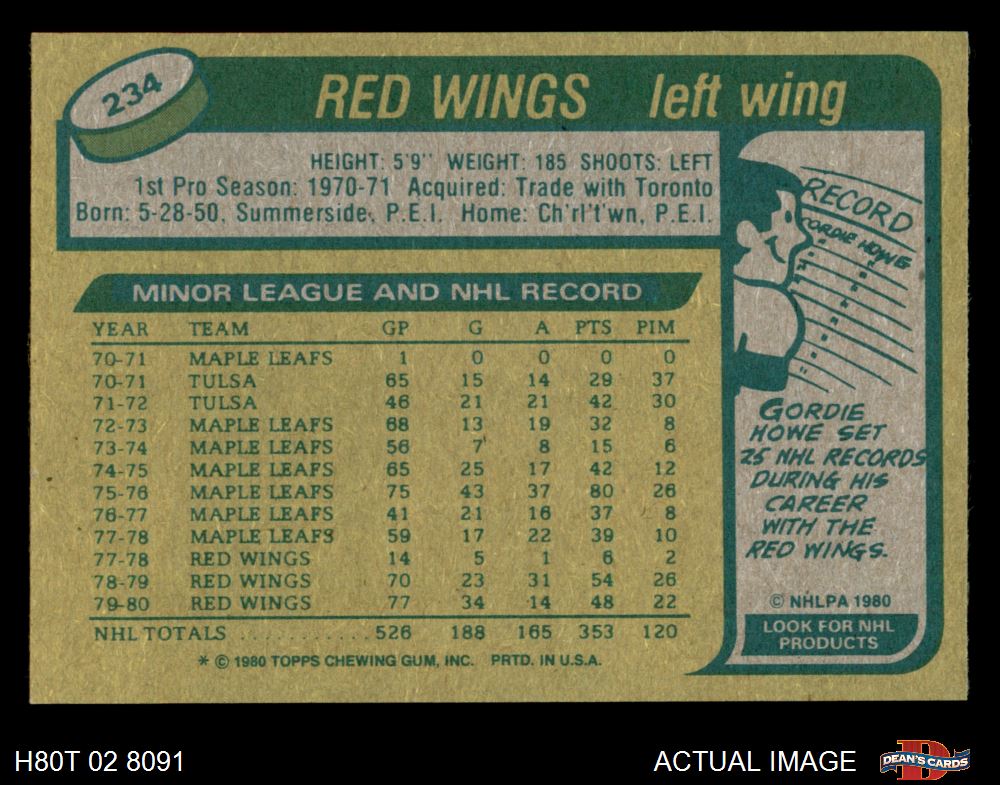 234
RED WINGS left wing
HEIGHT: 5'9" WEIGHT: 185 SHOOTS: LEFT
1st Pro Season: 1970-71 Acquired: Trade with Toronto
Born: 5-28-50, Summerside, P.E.I. Home: Ch'rl't'wn, P.E.I.
RECORD
GORDIE HOWE
MINOR LEAGUE AND NHL RECORD
YEAR TEAM GP G A PTS PIM
70-71 MAPLE LEAFS 1 0 0 0 0
70-71 TULSA 65 15 14 29 37
71-72 TULSA 46 21 21 42 30
72-73 MAPLE LEAFS 68 13 19 32 8
73-74 MAPLE LEAFS 56 7 8 15 6
74-75 MAPLE LEAFS 65 25 17 42 12
75-76 MAPLE LEAFS 75 43 37 80 26
76-77 MAPLE LEAFS 41 21 16 37 8
77-78 MAPLE LEAFS 59 17 22 39 10
77-78 RED WINGS 14 5 1 6 2
78-79 RED WINGS 70 23 31 54 26
79-80 RED WINGS 77 34 14 48 22
NHL TOTALS ........... 526 188 165 353 120
* © 1980 TOPPS CHEWING GUM, INC. PRTD. IN U.S.A.
GORDIE
HOWE SET
25 NHL RECORDS
DURING HIS
CAREER
WITH THE
RED WINGS.
© NHLPA 1980
LOOK FOR NHL
PRODUCTS
H80T 02 8091
ACTUAL IMAGE
D
DEAN'S CARDS